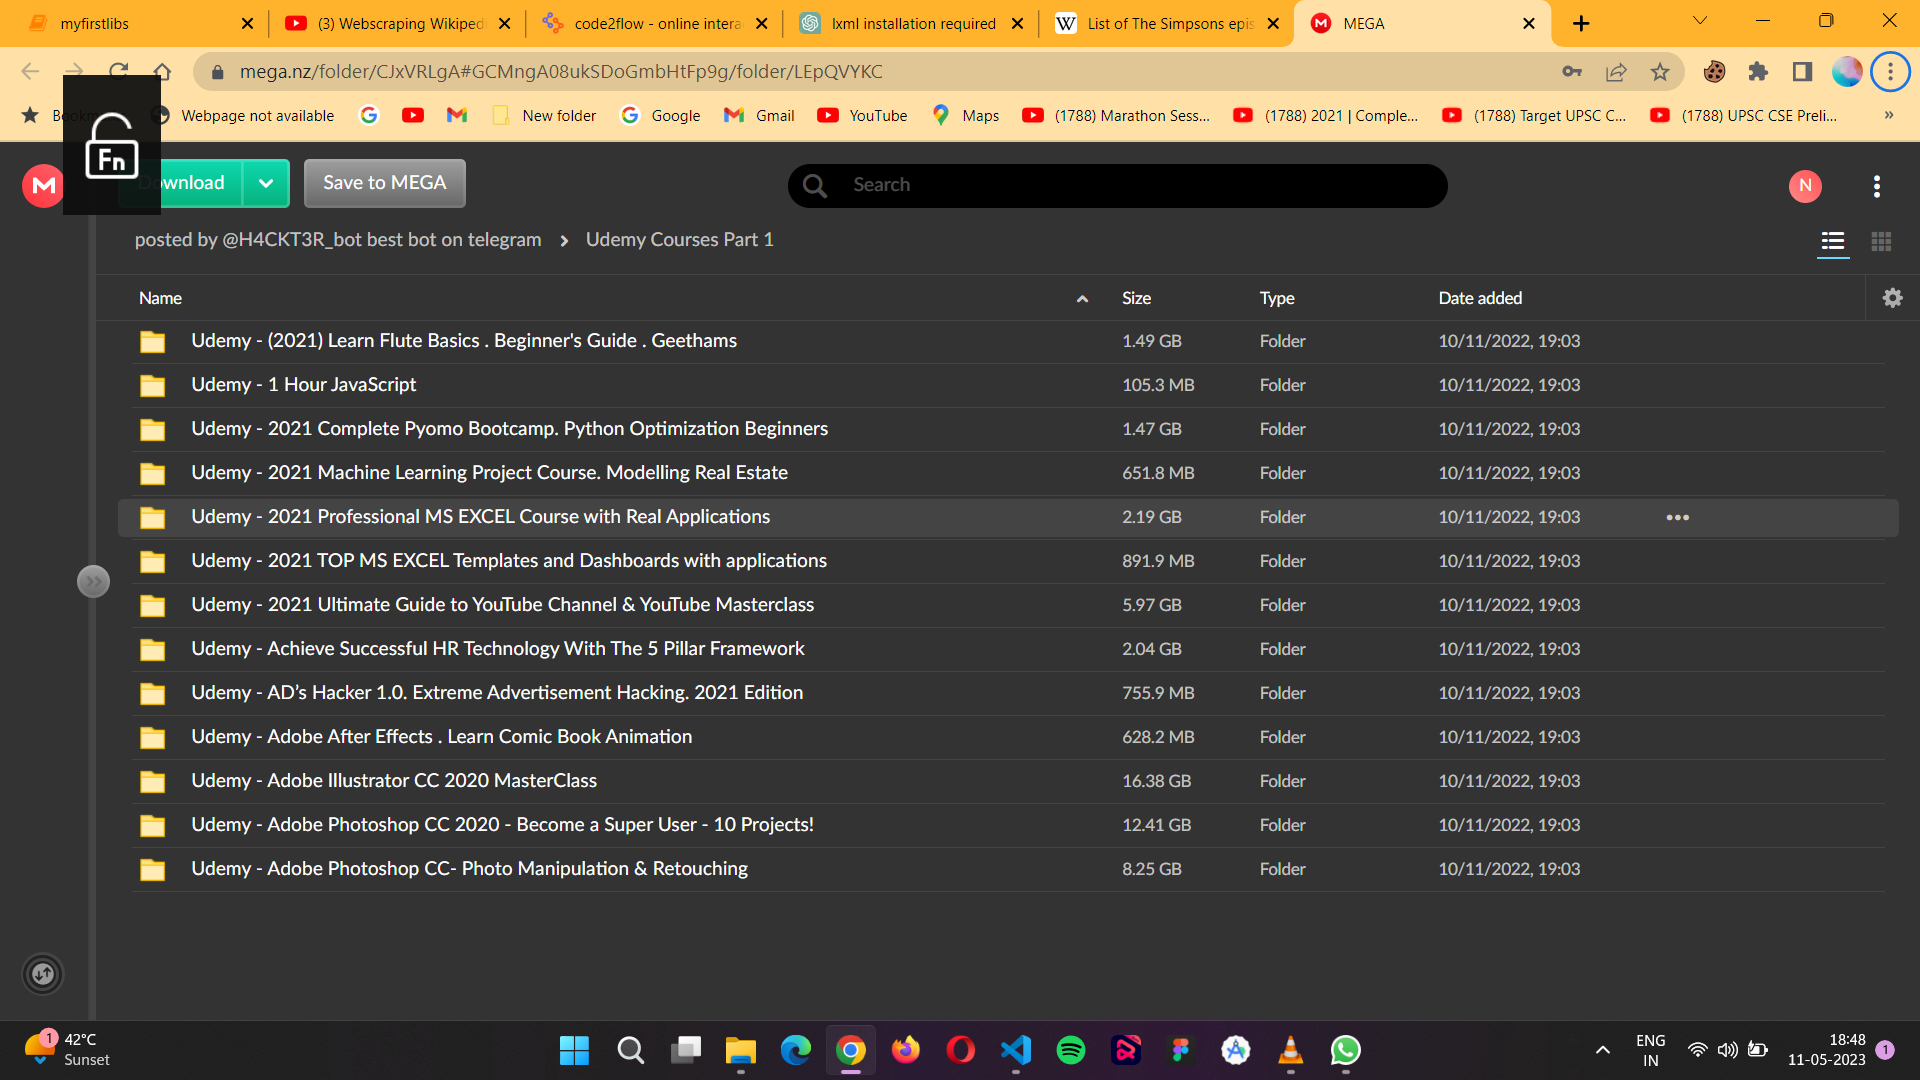 myfirstlibs
(3) Webscraping Wikiped
code2flow - online intera
lxml installation required
List of The Simpsons epis
MEGA
mega.nz/folder/CJxVRLgA#GCMngA08ukSDoGmbHtFp9g/folder/LEpQVYKC
Webpage not available
New folder
Google
Gmail
YouTube
Maps
(1788) Marathon Sess...
(1788) 2021 | Comple...
(1788) Target UPSC C...
(1788) UPSC CSE Preli...
»
Fn
Download
Save to MEGA
Search
N
posted by @H4CKT3R_bot best bot on telegram > Udemy Courses Part 1
Name Size Type Date added
Udemy - (2021) Learn Flute Basics . Beginner's Guide . Geethams 1.49 GB Folder 10/11/2022, 19:03
Udemy - 1 Hour JavaScript 105.3 MB Folder 10/11/2022, 19:03
Udemy - 2021 Complete Pyomo Bootcamp. Python Optimization Beginners 1.47 GB Folder 10/11/2022, 19:03
Udemy - 2021 Machine Learning Project Course. Modelling Real Estate 651.8 MB Folder 10/11/2022, 19:03
Udemy - 2021 Professional MS EXCEL Course with Real Applications 2.19 GB Folder 10/11/2022, 19:03
Udemy - 2021 TOP MS EXCEL Templates and Dashboards with applications 891.9 MB Folder 10/11/2022, 19:03
Udemy - 2021 Ultimate Guide to YouTube Channel & YouTube Masterclass 5.97 GB Folder 10/11/2022, 19:03
Udemy - Achieve Successful HR Technology With The 5 Pillar Framework 2.04 GB Folder 10/11/2022, 19:03
Udemy - AD’s Hacker 1.0. Extreme Advertisement Hacking. 2021 Edition 755.9 MB Folder 10/11/2022, 19:03
Udemy - Adobe After Effects . Learn Comic Book Animation 628.2 MB Folder 10/11/2022, 19:03
Udemy - Adobe Illustrator CC 2020 MasterClass 16.38 GB Folder 10/11/2022, 19:03
Udemy - Adobe Photoshop CC 2020 - Become a Super User - 10 Projects! 12.41 GB Folder 10/11/2022, 19:03
Udemy - Adobe Photoshop CC- Photo Manipulation & Retouching 8.25 GB Folder 10/11/2022, 19:03
1
42°C
Sunset
ENG
IN
18:48
11-05-2023
1